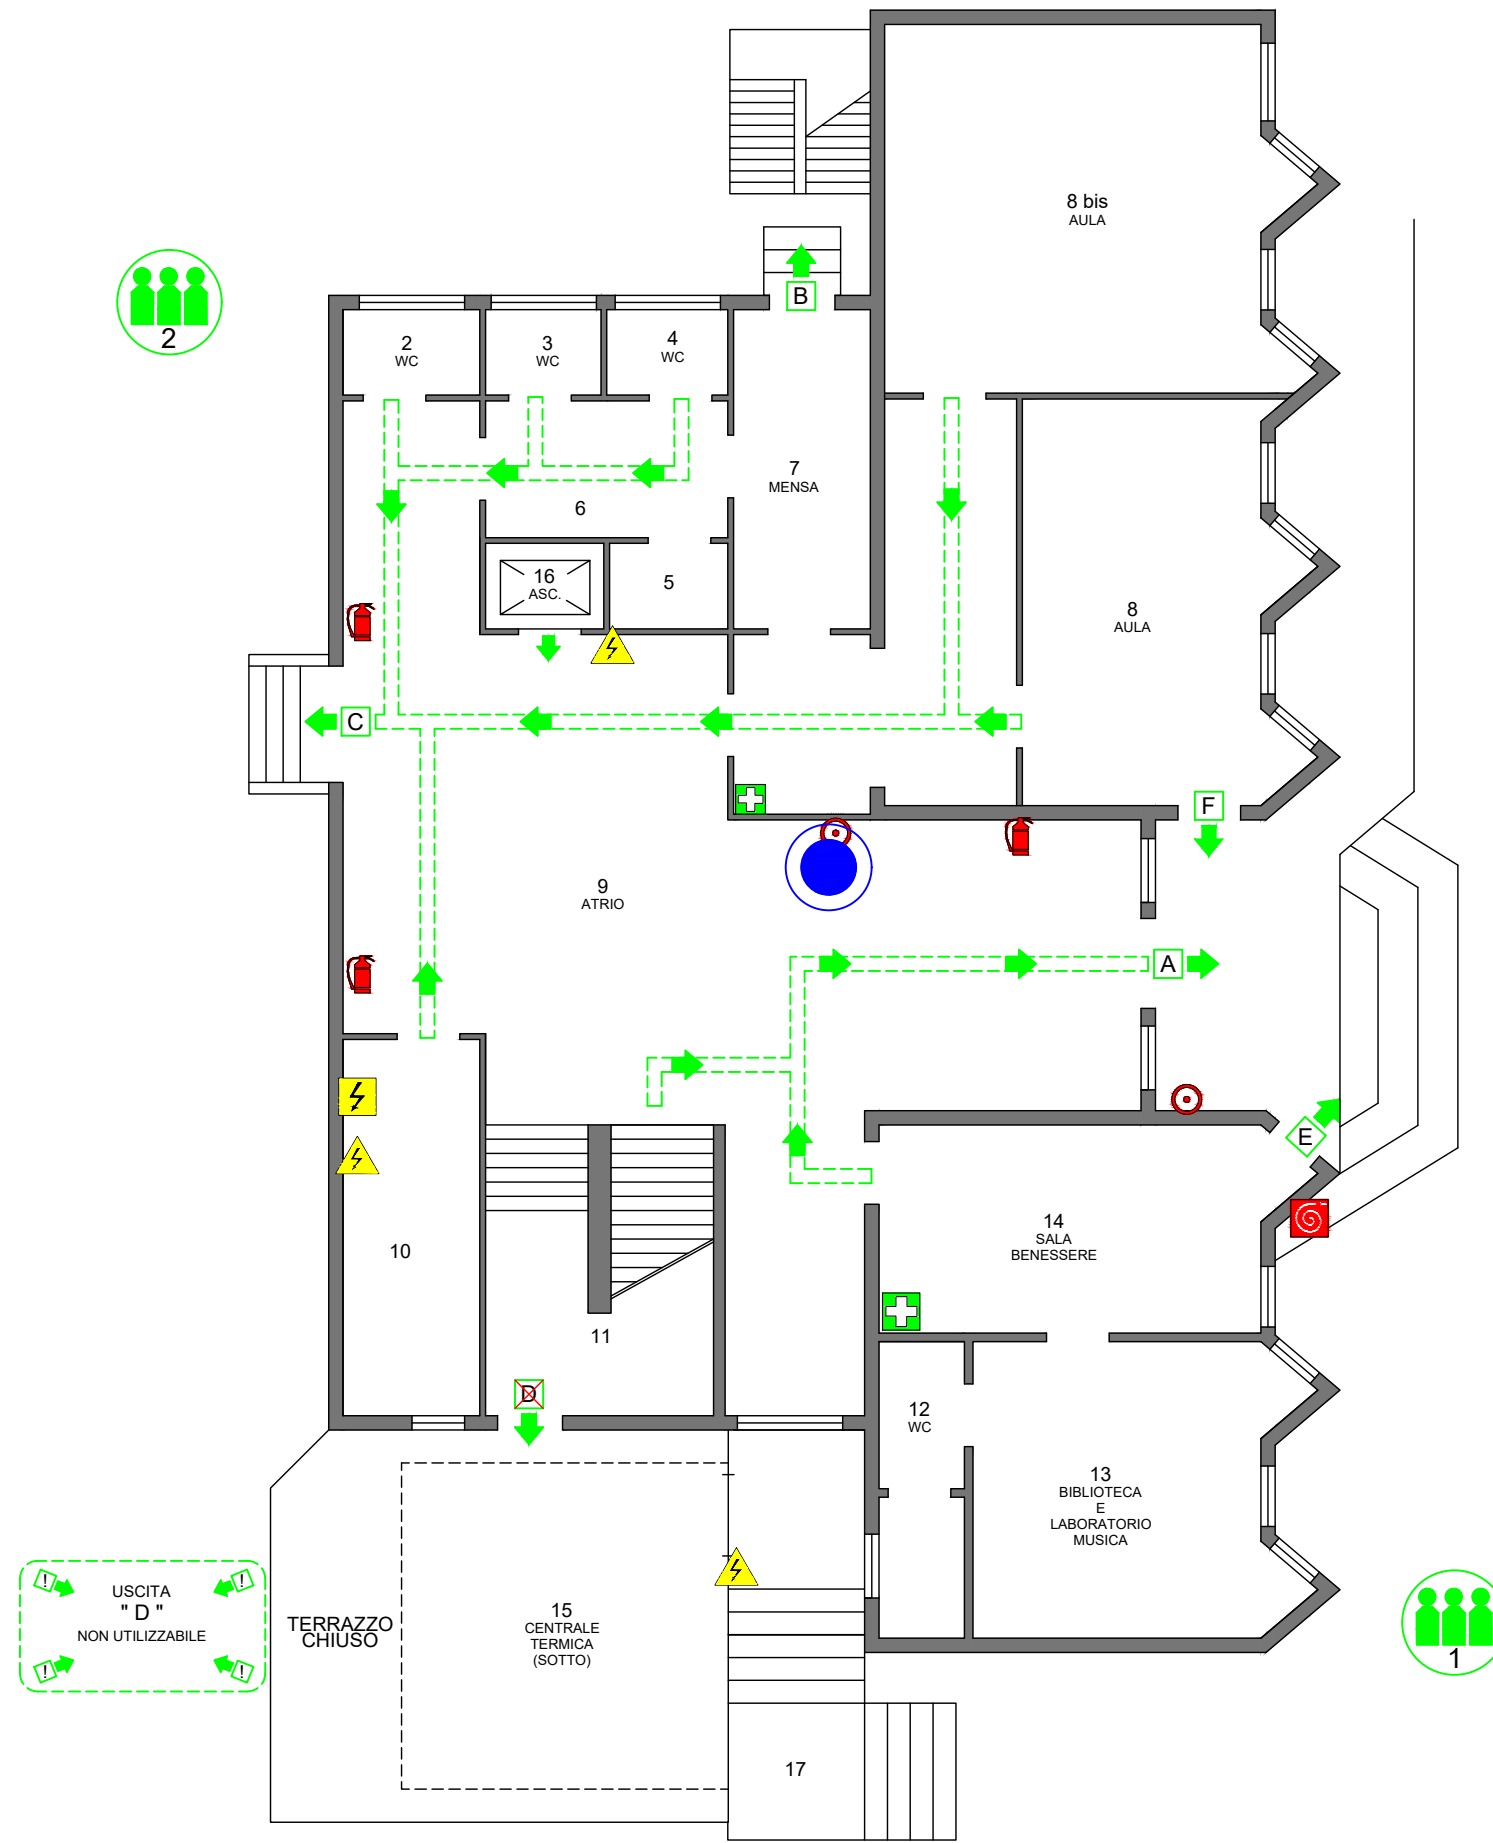 8 bis
AULA
B
2
2
WC
3
WC
4
WC
7
MENSA
6
16
ASC.
5
8
AULA
C
F
9
ATRIO
A
E
14
SALA
BENESSERE
10
11
D
12
WC
13
BIBLIOTECA
E
LABORATORIO
MUSICA
! !
USCITA
" D "
NON UTILIZZABILE
! !
TERRAZZO
CHIUSO
15
CENTRALE
TERMICA
(SOTTO)
1
17